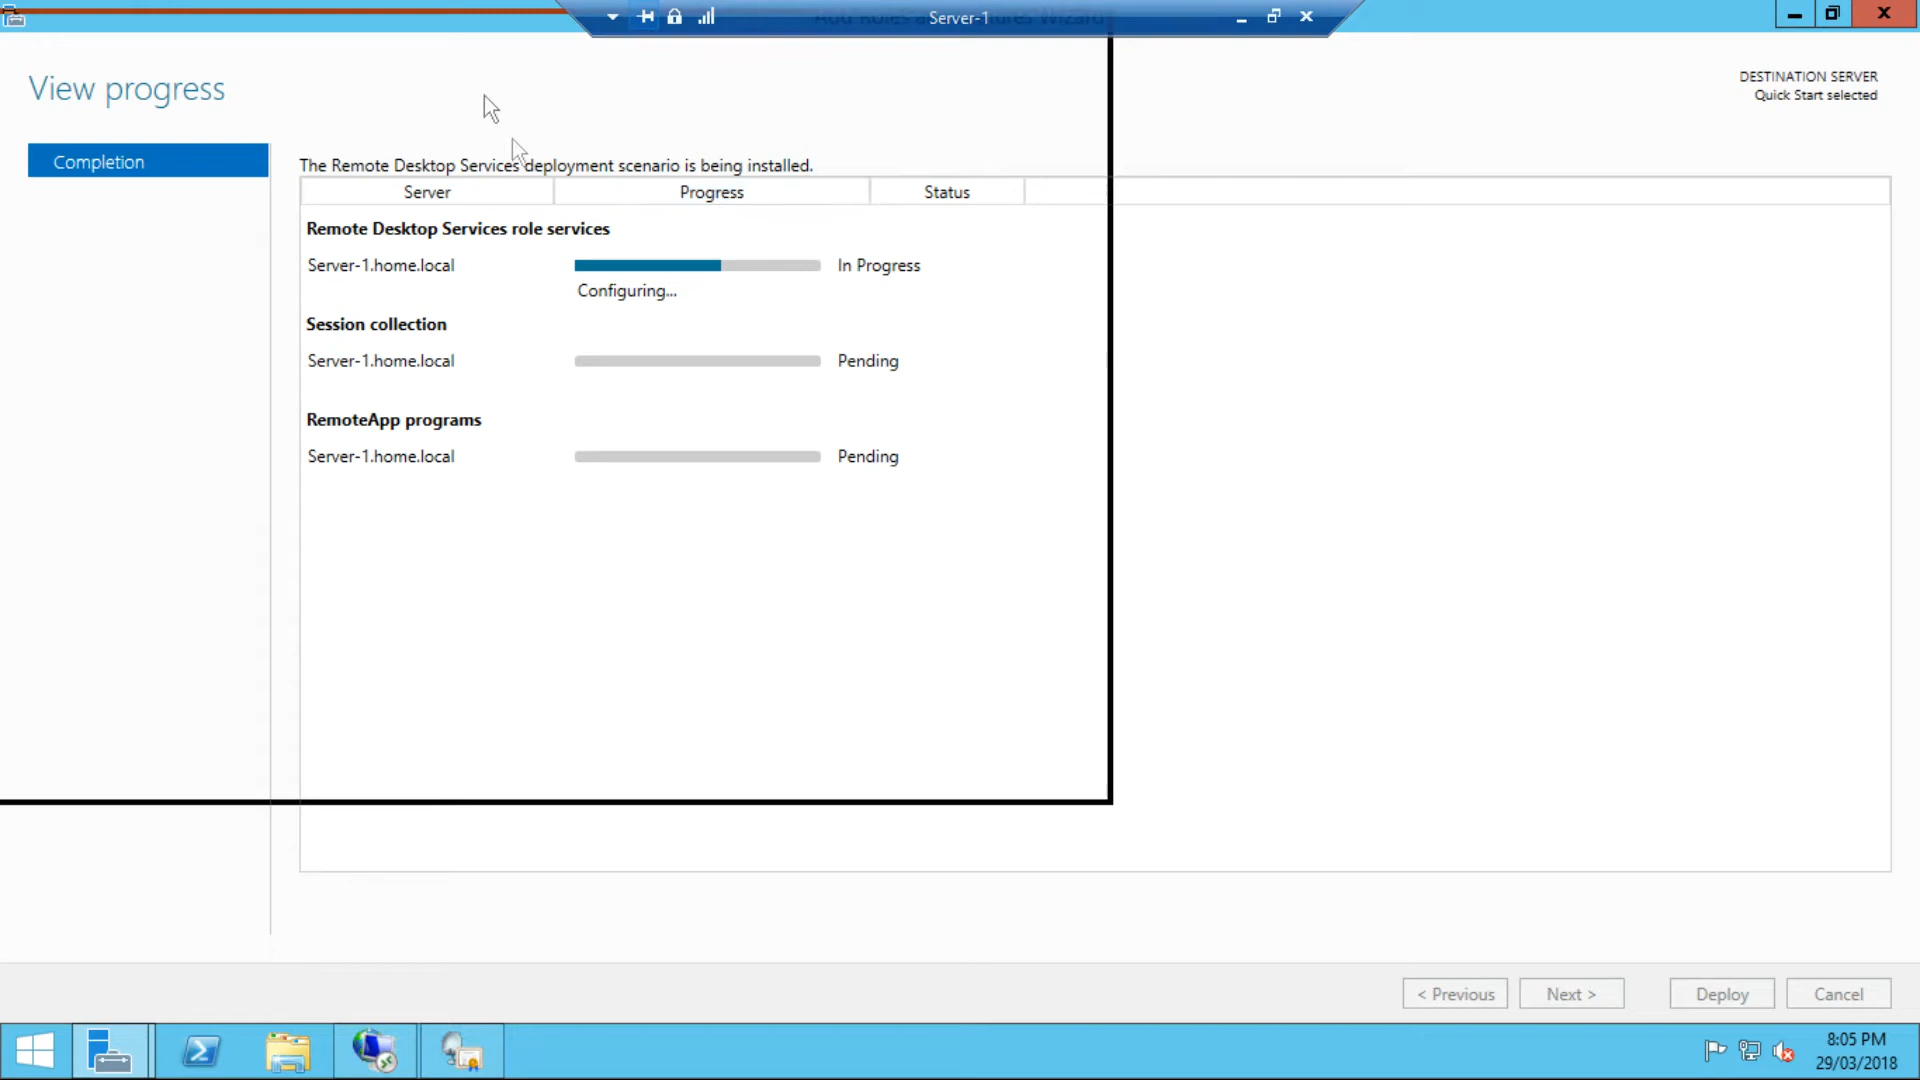 Server-1
View progress
DESTINATION SERVER
Quick Start selected
Completion
The Remote Desktop Services deployment scenario is being installed.
Server Progress Status
Remote Desktop Services role services
Server-1.home.local In Progress
Configuring...
Session collection
Server-1.home.local Pending
RemoteApp programs
Server-1.home.local Pending
< Previous Next > Deploy Cancel
8:05 PM
29/03/2018